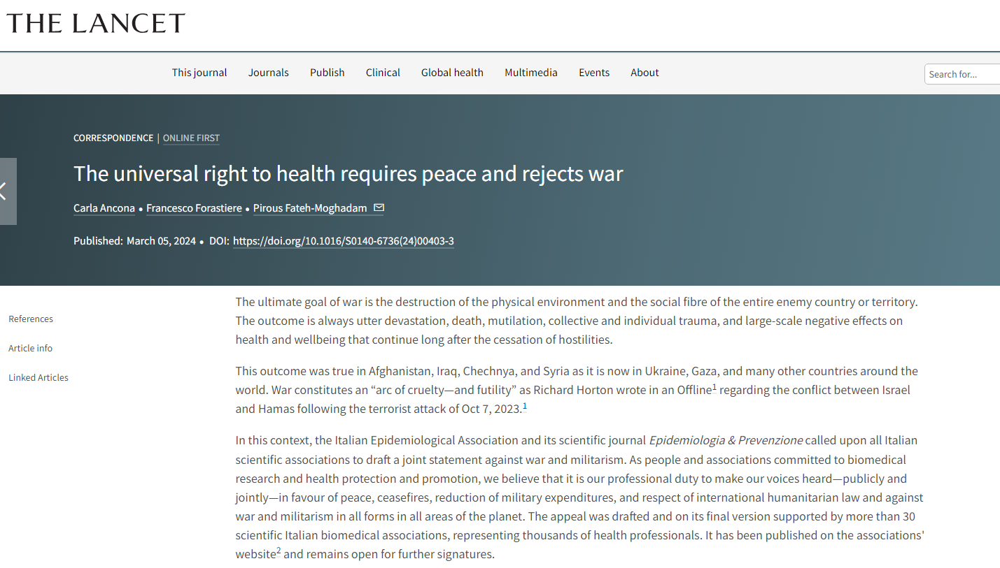 THE LANCET
This journal Journals Publish Clinical Global health Multimedia Events About
Search for...
CORRESPONDENCE | ONLINE FIRST
The universal right to health requires peace and rejects war
Carla Ancona • Francesco Forastiere • Pirous Fateh-Moghadam
Published: March 05, 2024 • DOI: https://doi.org/10.1016/S0140-6736(24)00403-3
References
Article info
Linked Articles
The ultimate goal of war is the destruction of the physical environment and the social fibre of the entire enemy country or territory.
The outcome is always utter devastation, death, mutilation, collective and individual trauma, and large-scale negative effects on
health and wellbeing that continue long after the cessation of hostilities.
This outcome was true in Afghanistan, Iraq, Chechnya, and Syria as it is now in Ukraine, Gaza, and many other countries around the
world. War constitutes an “arc of cruelty—and futility” as Richard Horton wrote in an Offline1 regarding the conflict between Israel
and Hamas following the terrorist attack of Oct 7, 2023.1
In this context, the Italian Epidemiological Association and its scientific journal Epidemiologia & Prevenzione called upon all Italian
scientific associations to draft a joint statement against war and militarism. As people and associations committed to biomedical
research and health protection and promotion, we believe that it is our professional duty to make our voices heard—publicly and
jointly—in favour of peace, ceasefires, reduction of military expenditures, and respect of international humanitarian law and against
war and militarism in all forms in all areas of the planet. The appeal was drafted and on its final version supported by more than 30
scientific Italian biomedical associations, representing thousands of health professionals. It has been published on the associations'
website2 and remains open for further signatures.